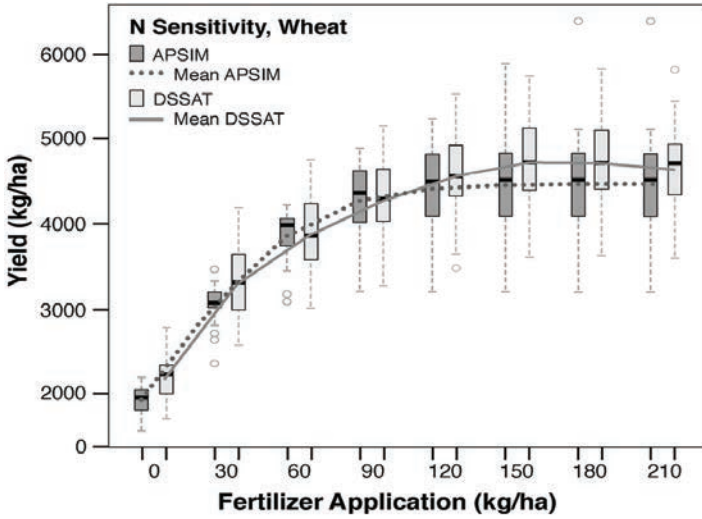 N Sensitivity, Wheat
APSIM
Mean APSIM
DSSAT
Mean DSSAT
Yield (kg/ha)
6000
5000
4000
3000
2000
0
0 30 60 90 120 150 180 210
Fertilizer Application (kg/ha)